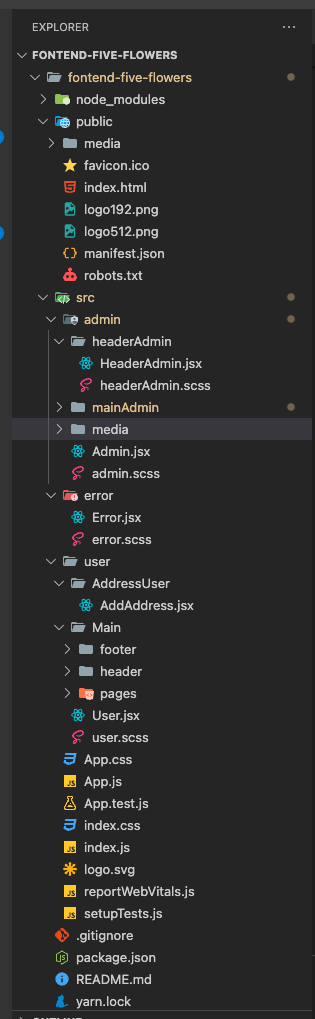 EXPLORER ...
FONTEND-FIVE-FLOWERS
fontend-five-flowers
node_modules
public
media
favicon.ico
index.html
logo192.png
logo512.png
manifest.json
robots.txt
src
admin
headerAdmin
HeaderAdmin.jsx
headerAdmin.scss
mainAdmin
media
Admin.jsx
admin.scss
error
Error.jsx
error.scss
user
AddressUser
AddAddress.jsx
Main
footer
header
pages
User.jsx
user.scss
App.css
App.js
App.test.js
index.css
index.js
logo.svg
reportWebVitals.js
setupTests.js
.gitignore
package.json
README.md
yarn.lock
OUTLINE